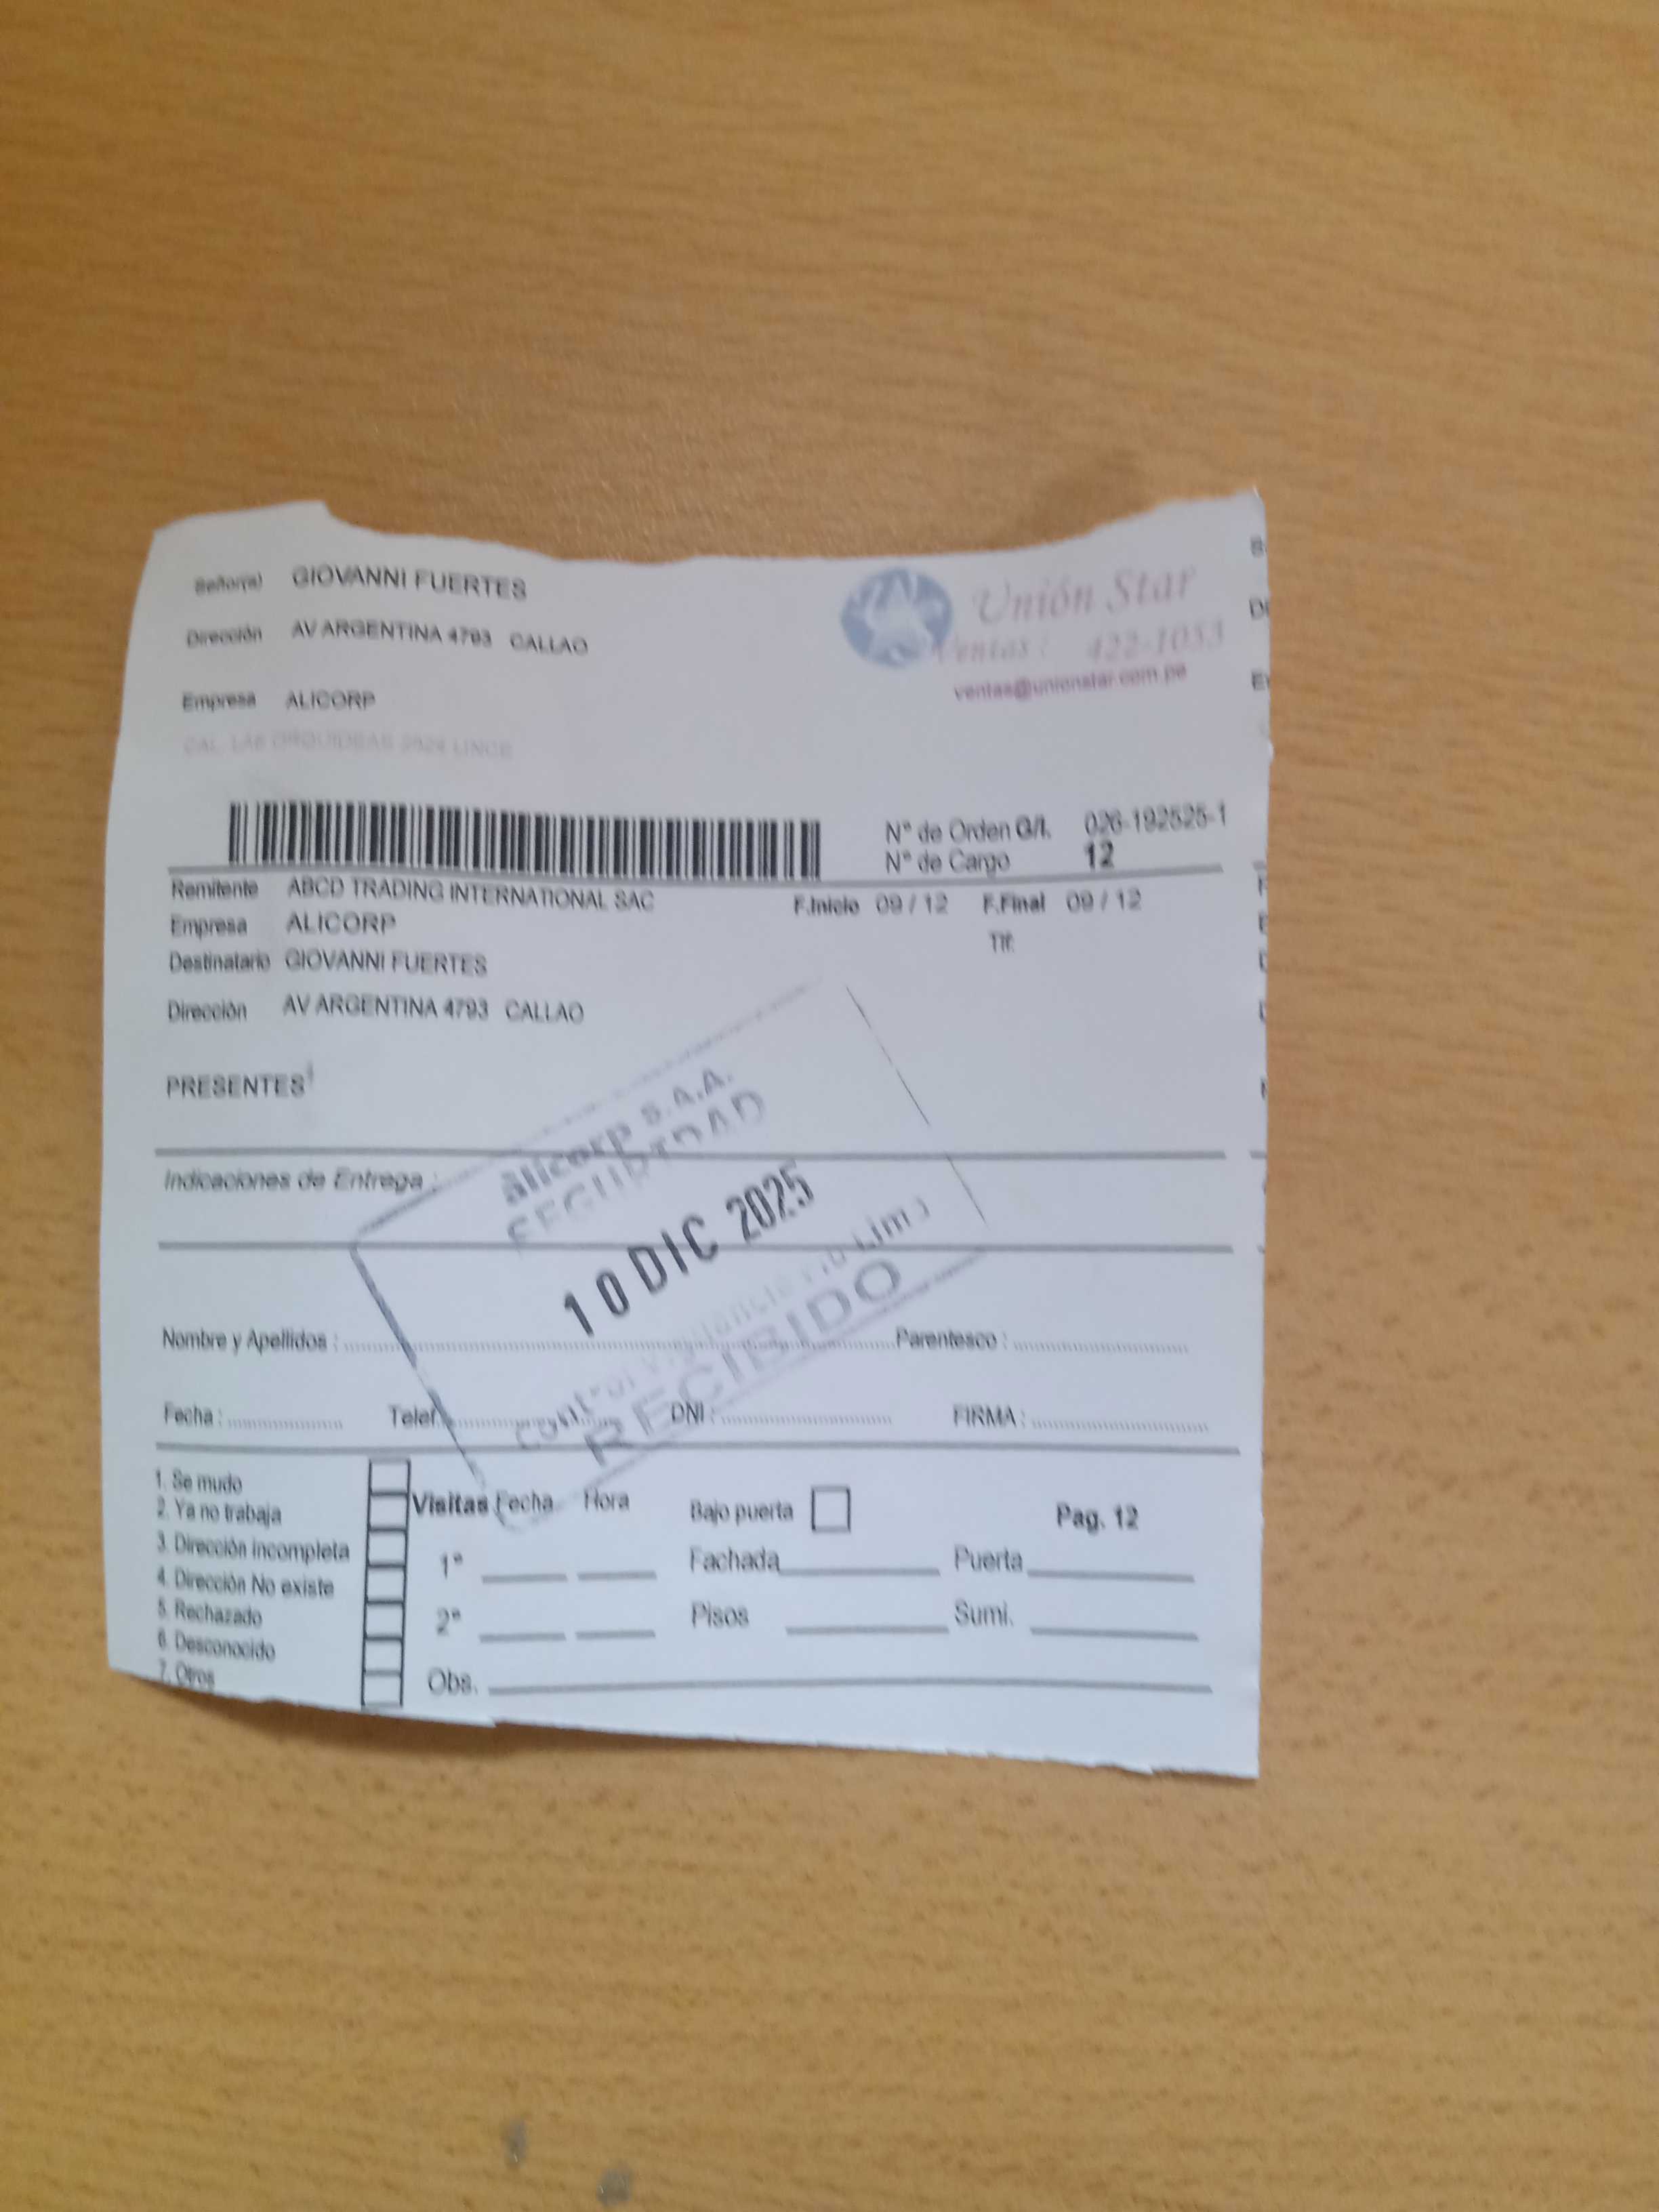 Señor(s) GIOVANNI FUERTES
Dirección AV ARGENTINA 4793 CALLAO
Empresa ALICORP
CAL. LAS ORQUIDEAS LINCE
Unión Star
Ventas : 422-1053
ventas@unionstar.com.pe
N° de Orden G/I. 026-192525-1
N° de Cargo 12
Remitente ABCD TRADING INTERNATIONAL SAC
F.Inicio 09 / 12 F.Final 09 / 12
Empresa ALICORP
Tlf:
Destinatario GIOVANNI FUERTES
Dirección AV ARGENTINA 4793 CALLAO
PRESENTES
Indicaciones de Entrega :
alicorp S.A.A.
SEGURIDAD
10 DIC 2025
RECIBIDO
Nombre y Apellidos : Parentesco :
Fecha : Telef. DNI : FIRMA :
1. Se mudo
2. Ya no trabaja
3. Dirección incompleta
4. Dirección No existe
5. Rechazado
6. Desconocido
7. Otros
Visitas Fecha Hora
1°
2°
Obs.
Bajo puerta
Pag. 12
Fachada Puerta
Pisos Sumi.